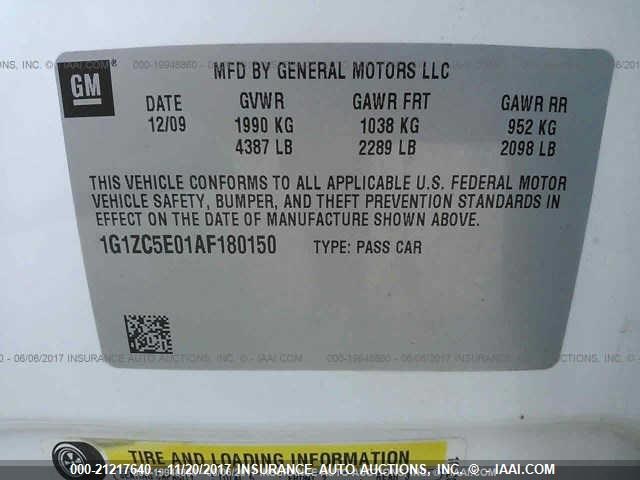 GM®
MFD BY GENERAL MOTORS LLC
DATE GVWR GAWR FRT GAWR RR
12/09 1990 KG 1038 KG 952 KG
4387 LB 2289 LB 2098 LB
THIS VEHICLE CONFORMS TO ALL APPLICABLE U.S. FEDERAL MOTOR
VEHICLE SAFETY, BUMPER, AND THEFT PREVENTION STANDARDS IN
EFFECT ON THE DATE OF MANUFACTURE SHOWN ABOVE.
1G1ZC5E01AF180150 TYPE: PASS CAR
TIRE AND LOADING INFORMATION
000-21217640 - 11/20/2017 INSURANCE AUTO AUCTIONS, INC. - © IAAI.COM